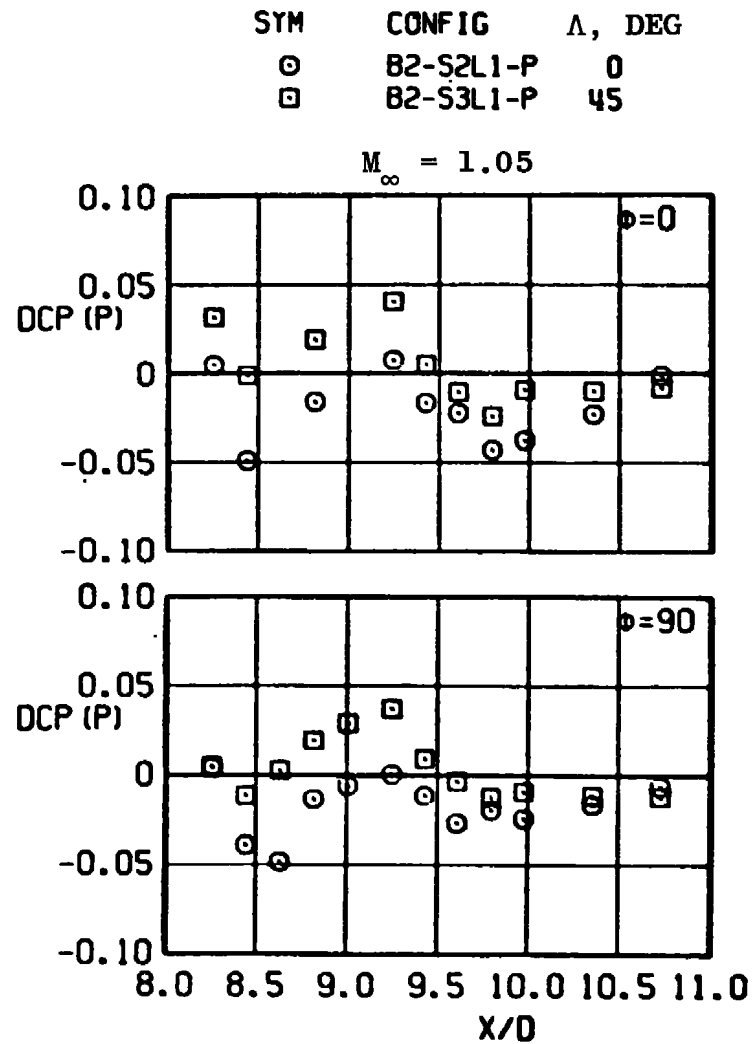 SYM CONFIG Λ, DEG
⊙ B2-S2L1-P 0
⊡ B2-S3L1-P 45
M∞ = 1.05
0.10
Φ=0
0.05
DCP (P)
0
-0.05
-0.10
0.10
Φ=90
0.05
DCP (P)
0
-0.05
-0.10
8.0 8.5 9.0 9.5 10.0 10.5 11.0
X/D